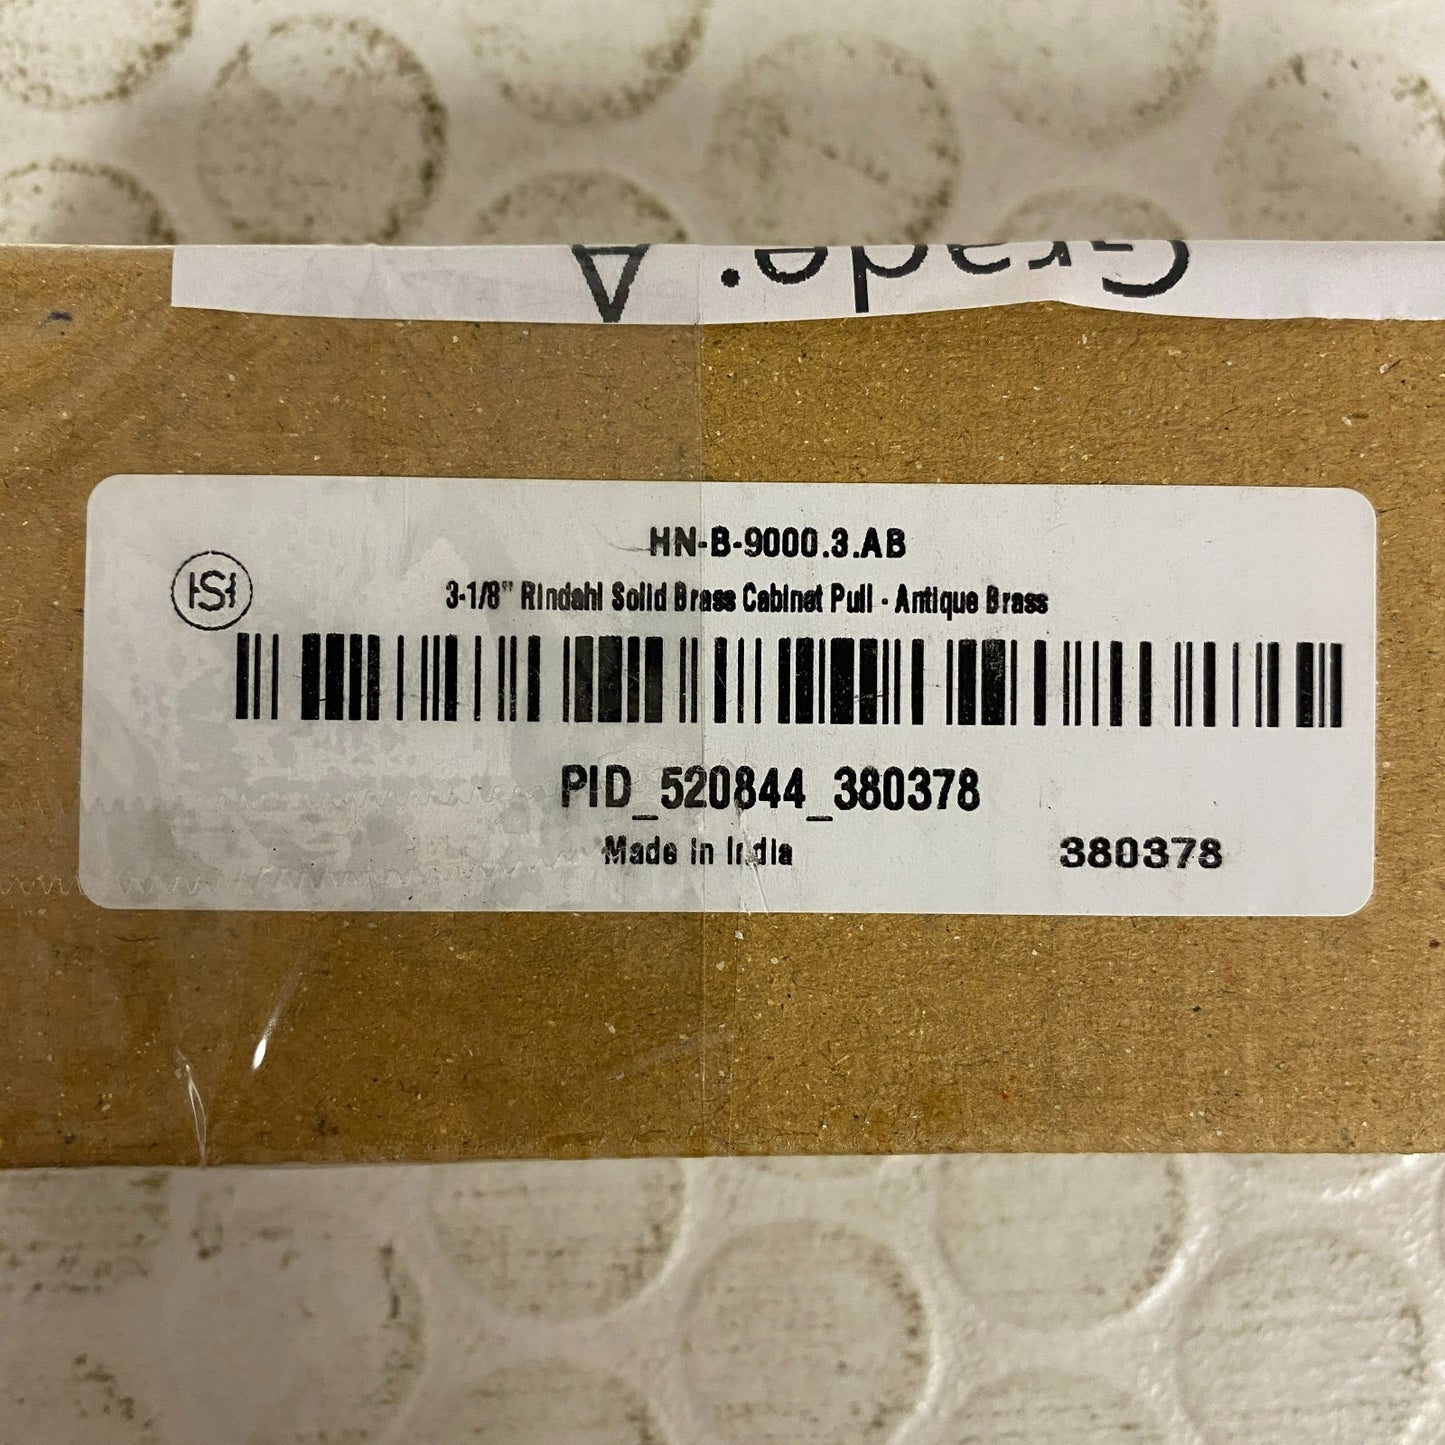 Grade: A
HN-B-9000.3.AB
HSH
3-1/8" Rindahl Solid Brass Cabinet Pull - Antique Brass
PID_520844_380378
Made in India
380378